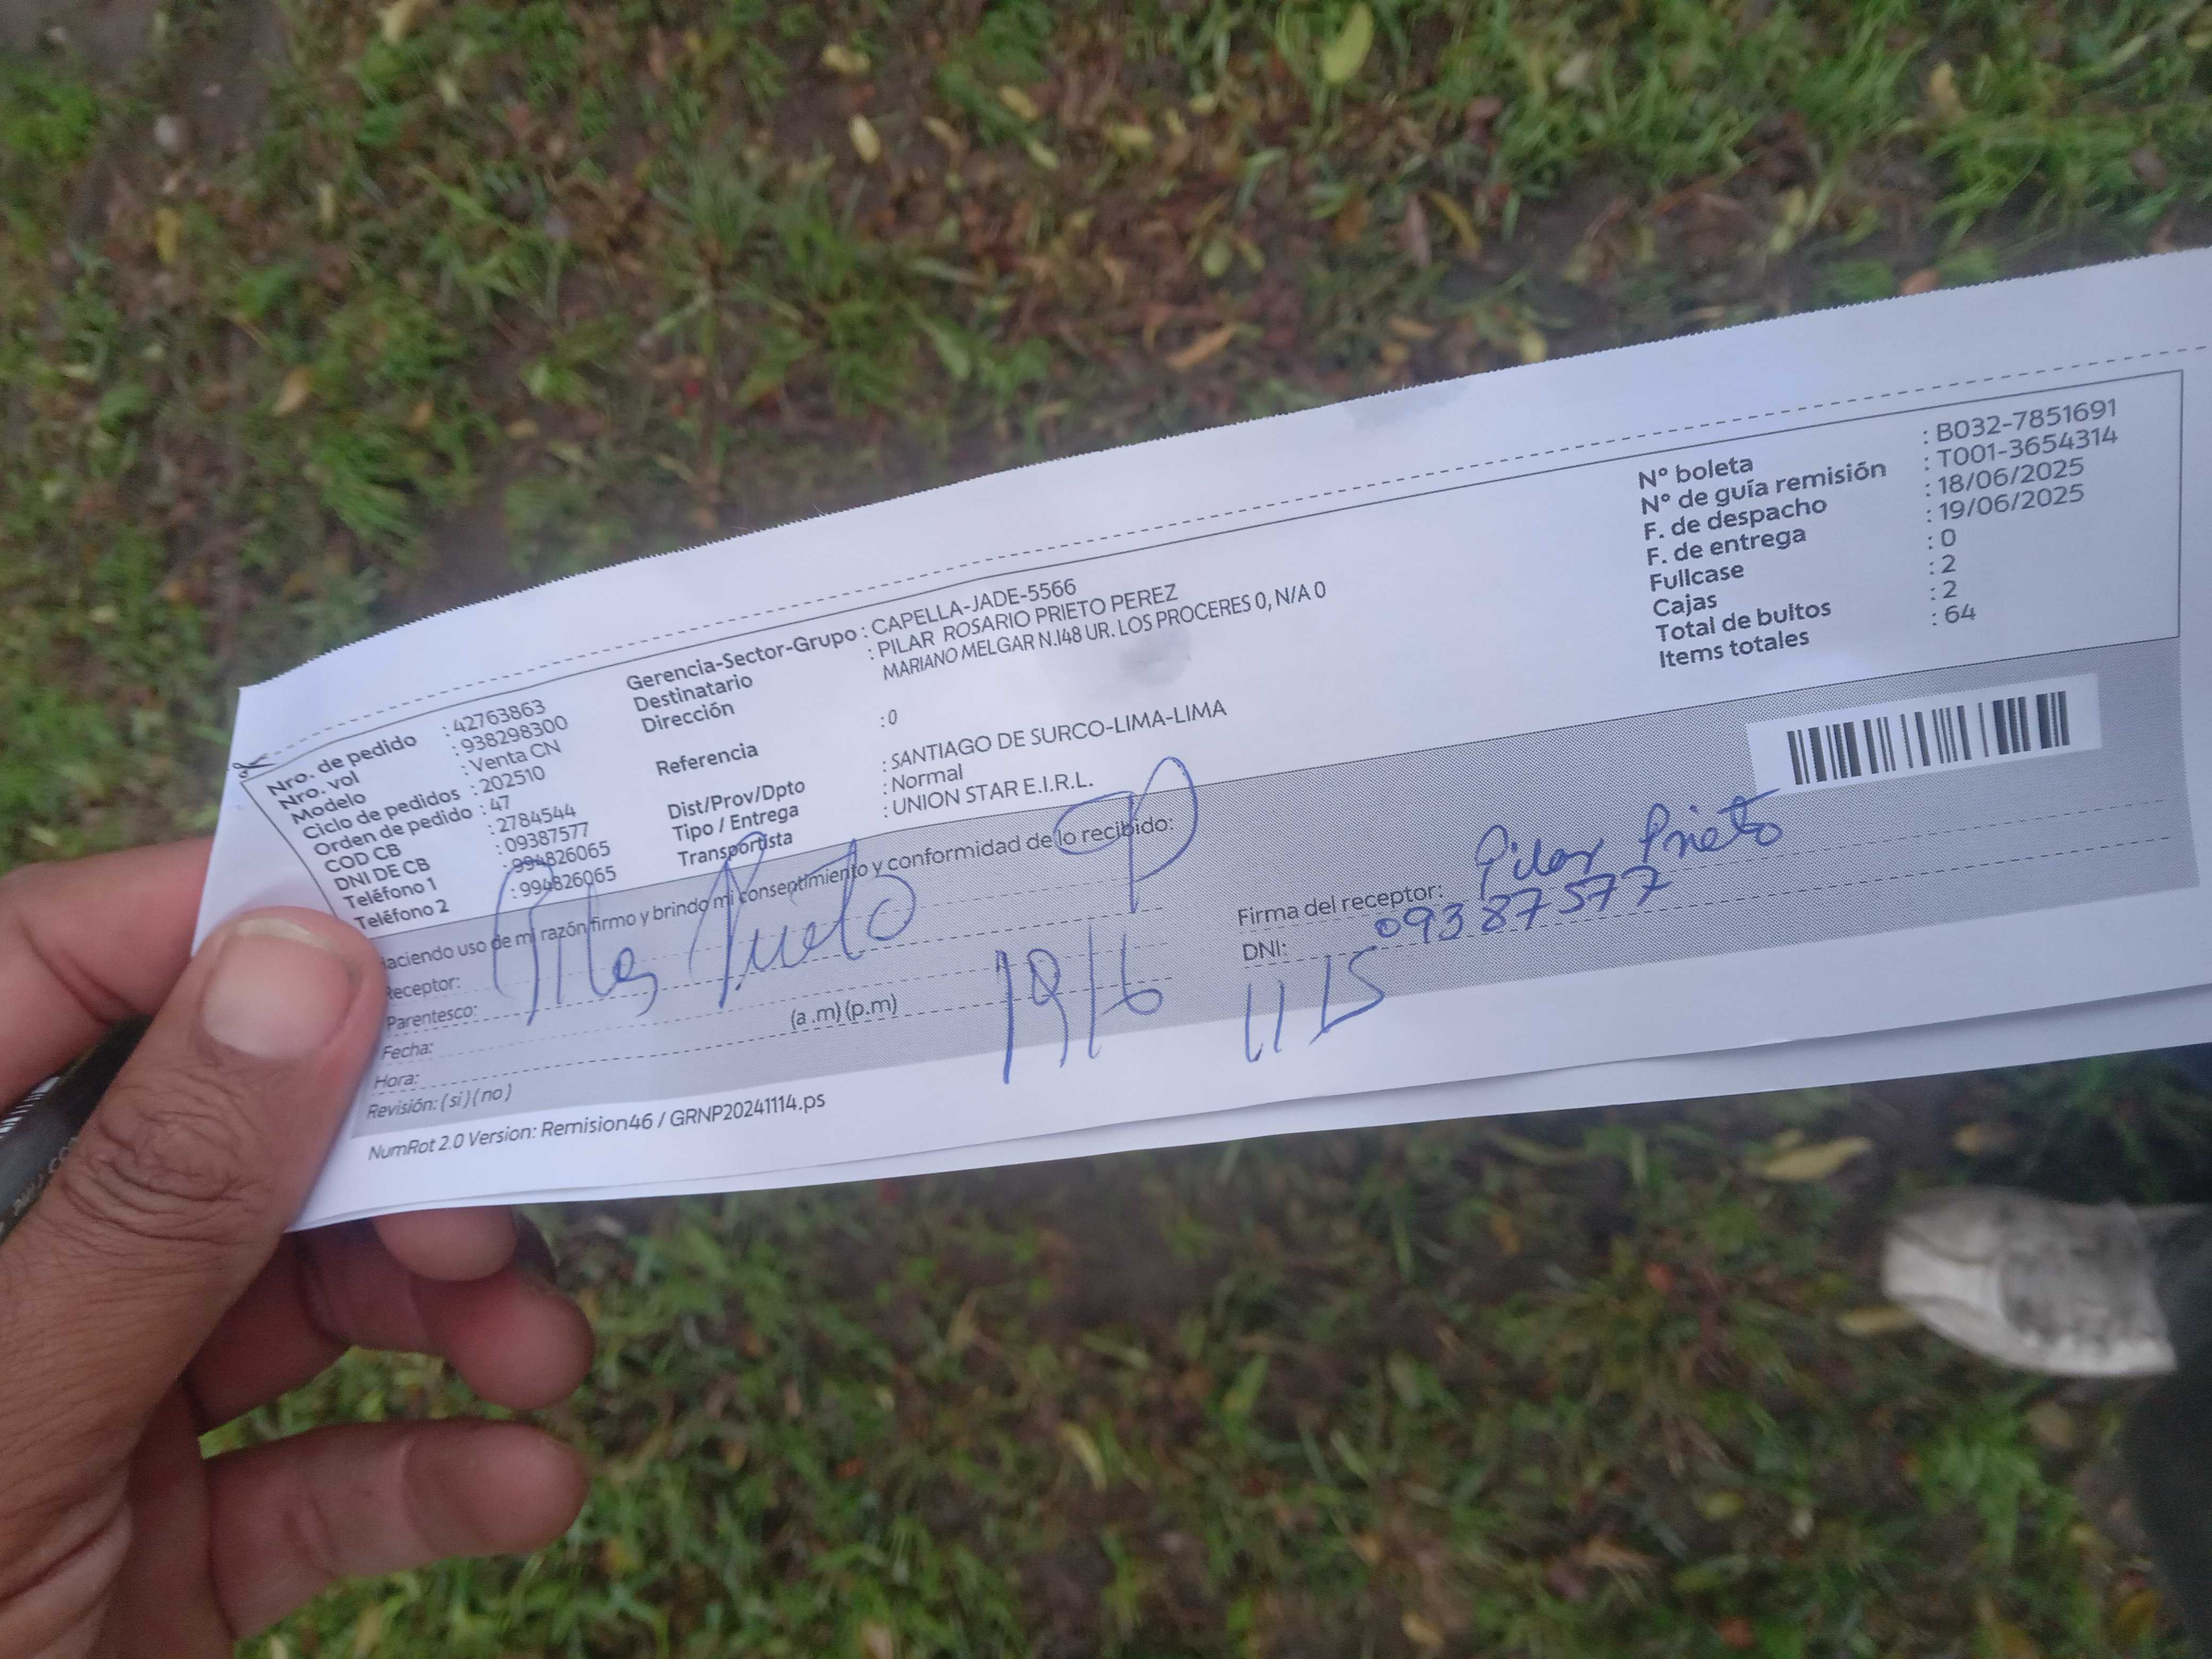 Nro. de pedido : 42763863
Nro. vol : 938298300
Modelo : Venta CN
Ciclo de pedidos : 202510
Orden de pedido : 47
COD CB : 2784544
DNI DE CB : 09387577
Teléfono 1 : 994826065
Teléfono 2 : 994826065
Gerencia-Sector-Grupo : CAPELLA-JADE-5566
Destinatario : PILAR ROSARIO PRIETO PEREZ
Dirección MARIANO MELGAR N.148 UR. LOS PROCERES 0, N/A 0
Referencia : 0
Dist/Prov/Dpto : SANTIAGO DE SURCO-LIMA-LIMA
Tipo / Entrega : Normal
Transportista : UNION STAR E.I.R.L.
N° boleta : B032-7851691
N° de guía remisión : T001-3654314
F. de despacho : 18/06/2025
F. de entrega : 19/06/2025
Fullcase : 0
Cajas : 2
Total de bultos : 2
Items totales : 64
aciendo uso de mi razón firmo y brindo mi consentimiento y conformidad de lo recibido:
Receptor: Pilar Prieto P
Parentesco:
Fecha: 19/6
Hora: (a .m) (p.m) 11 15
Revisión: ( si ) ( no )
Firma del receptor: Pilar Prieto
DNI: 09387577
NumRot 2.0 Version: Remision46 / GRNP20241114.ps